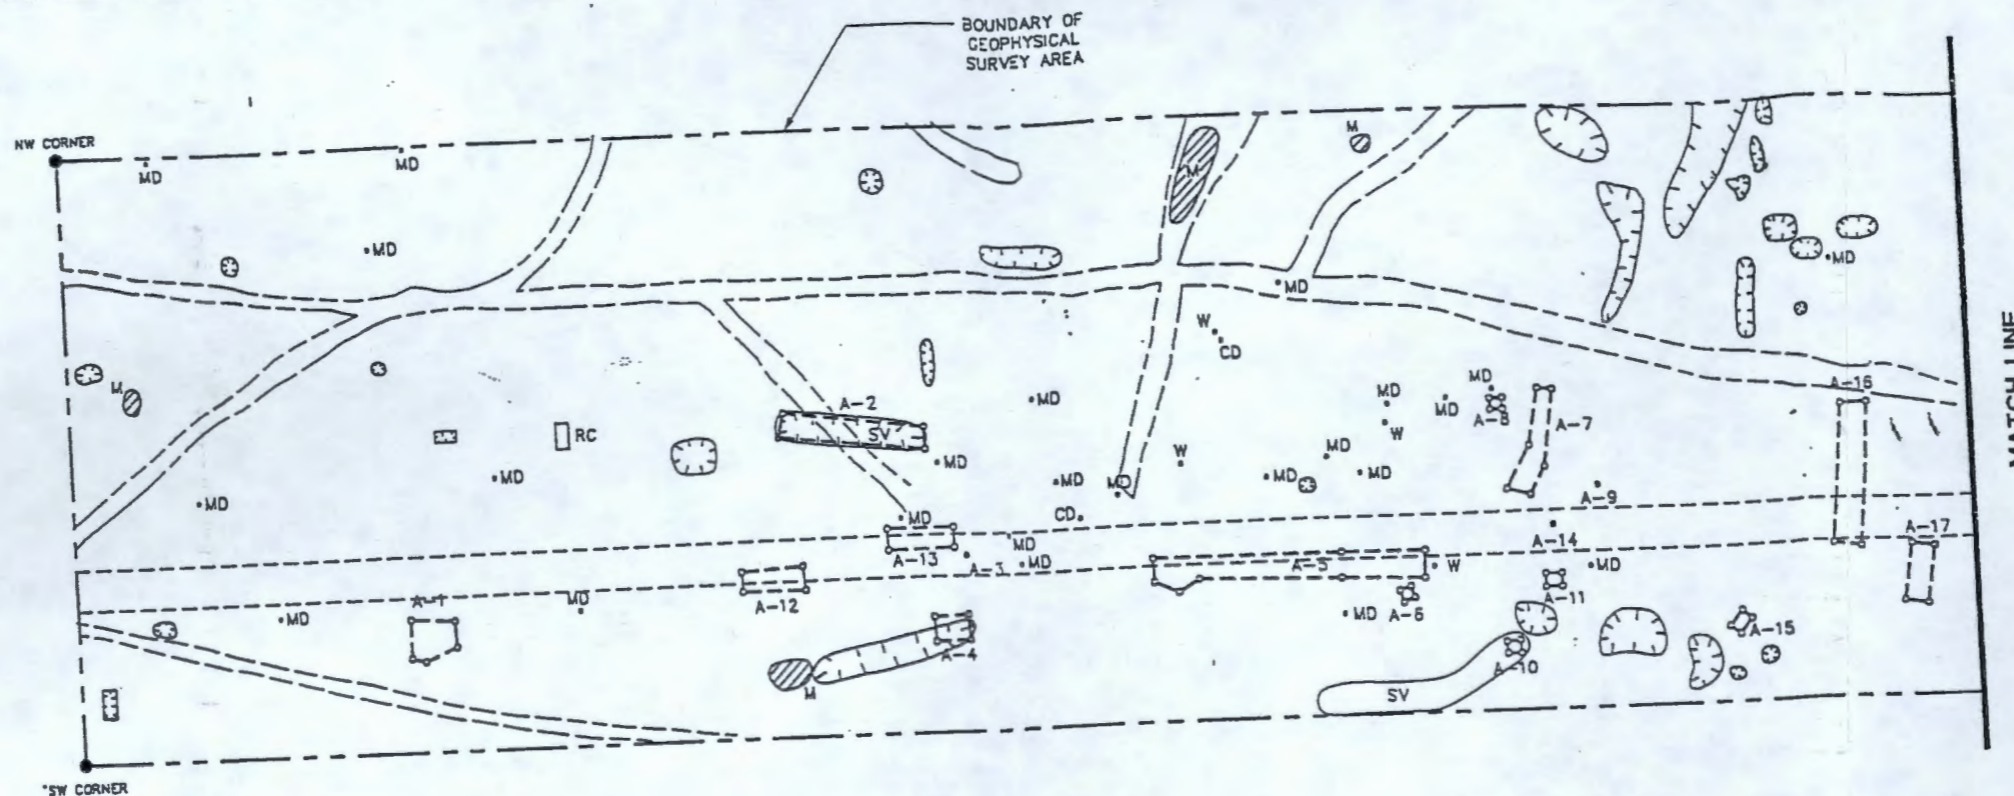 BOUNDARY OF
GEOPHYSICAL
SURVEY AREA
NW CORNER
MD
MD
M
M
MD
MD
MD
W
CD
M
MD
MD
MD
MD
A-16
A-8
A-7
A-2
SV
RC
W
MD
W
MD
MD
MD
MD
MD
MD
MD
A-9
CD
MD
A-13
MD
A-3
MD
A-14
A-17
A-5
W
MD
A-11
A-12
A-1
MD
MD
MD
A-6
A-15
A-4
A-10
M
SV
SW CORNER
MATCH LINE